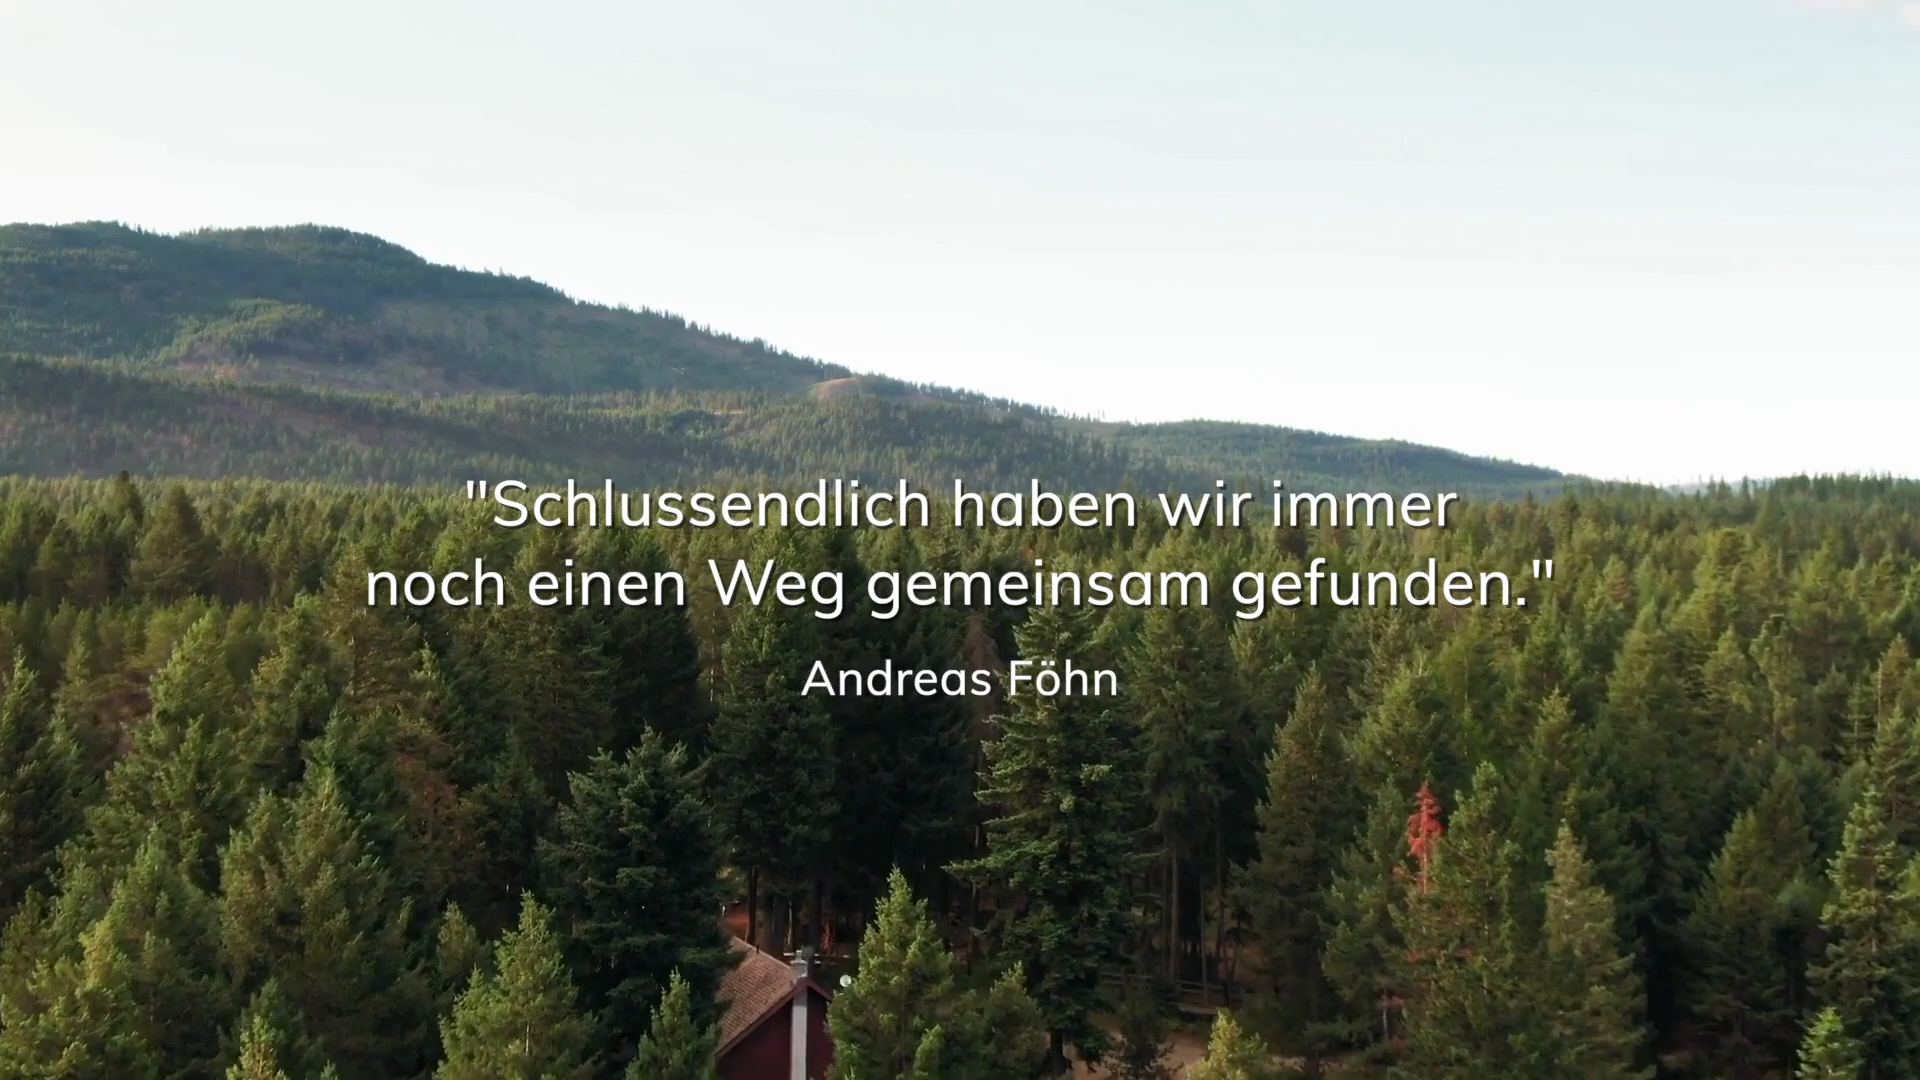 "Schlussendlich haben wir immer
noch einen Weg gemeinsam gefunden."
Andreas Föhn